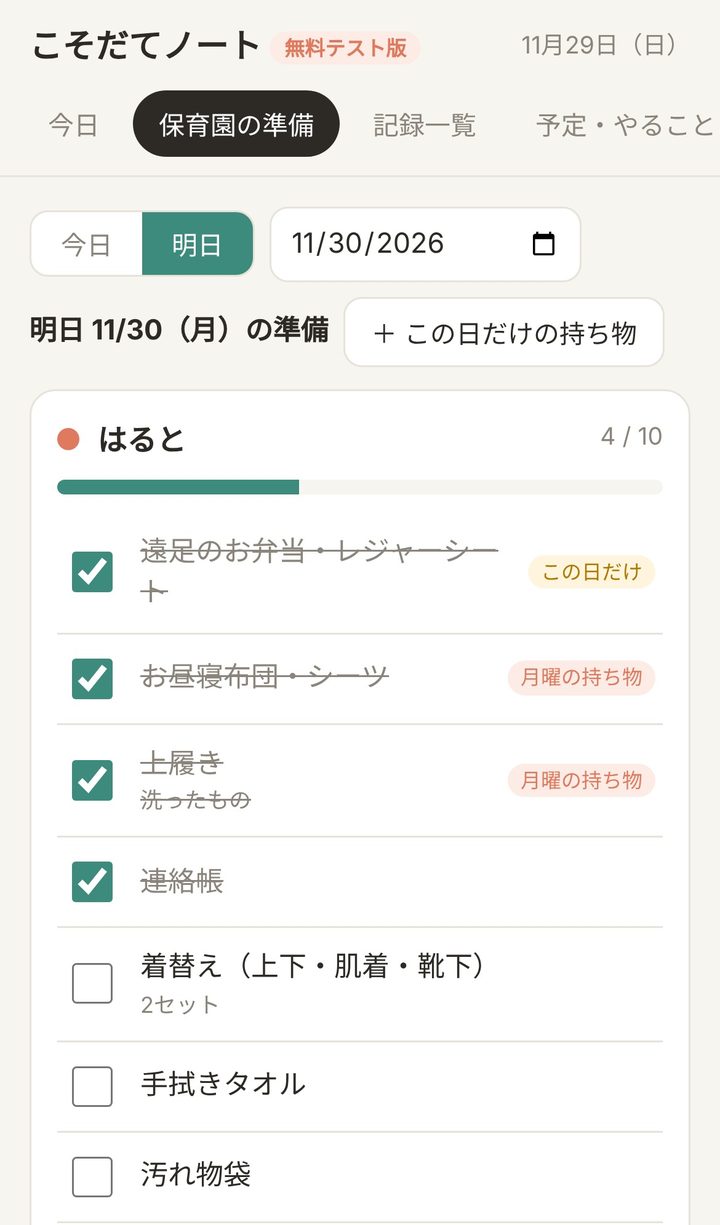 こそだてノート 無料テスト版 11月29日（日）
今日 保育園の準備 記録一覧 予定・やること
今日 明日 11/30/2026
明日 11/30（月）の準備 ＋ この日だけの持ち物
はると 4 / 10
遠足のお弁当・レジャーシー
ト
この日だけ
お昼寝布団・シーツ 月曜の持ち物
上履き
洗ったもの
月曜の持ち物
連絡帳
着替え（上下・肌着・靴下）
2セット
手拭きタオル
汚れ物袋